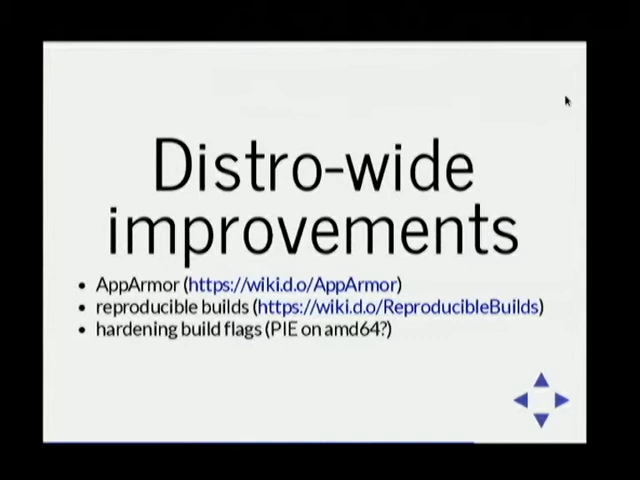 Distro-wide
improvements
• AppArmor (https://wiki.d.o/AppArmor)
• reproducible builds (https://wiki.d.o/ReproducibleBuilds)
• hardening build flags (PIE on amd64?)